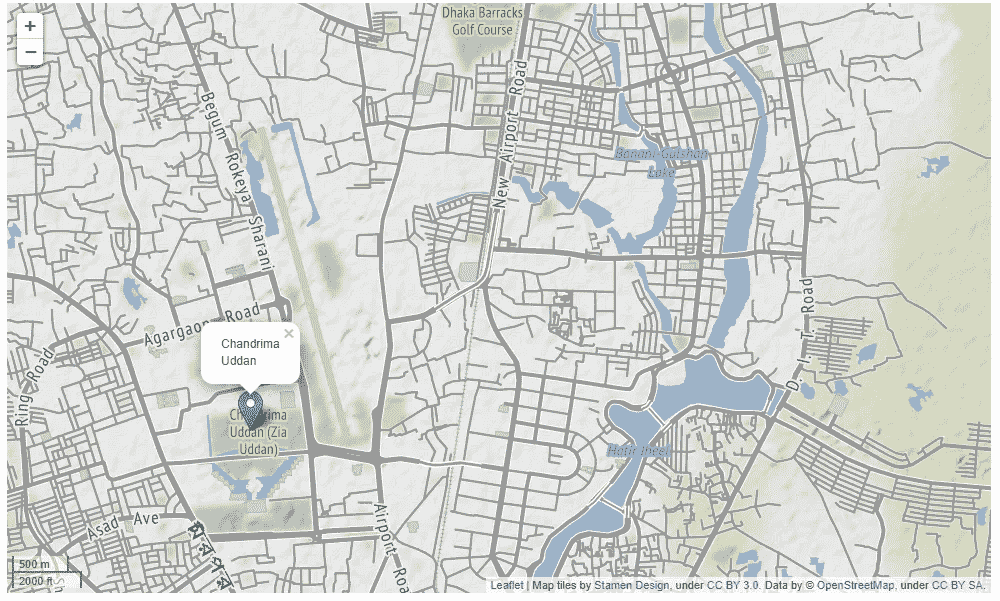 +
−
Dhaka Barracks
Golf Course
New Airport Road
Begum Rokeya Sharani
Banani-Gulshan
Lake
Agargaon Road
×
Chandrima
Uddan
D. I. T. Road
Ring Road
Chandrima
Uddan (Zia
Uddan)
Hatir Jheel
Asad Ave
Airport Roa
500 m
2000 ft
Leaflet | Map tiles by Stamen Design, under CC BY 3.0. Data by © OpenStreetMap, under CC BY SA.